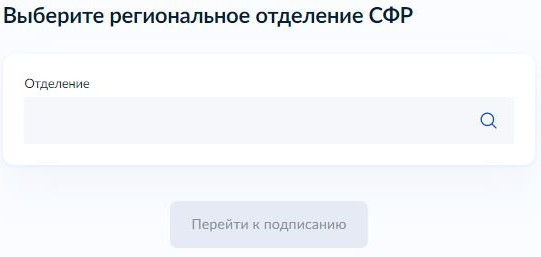 Выберите региональное отделение СФР
Отделение
Перейти к подписанию